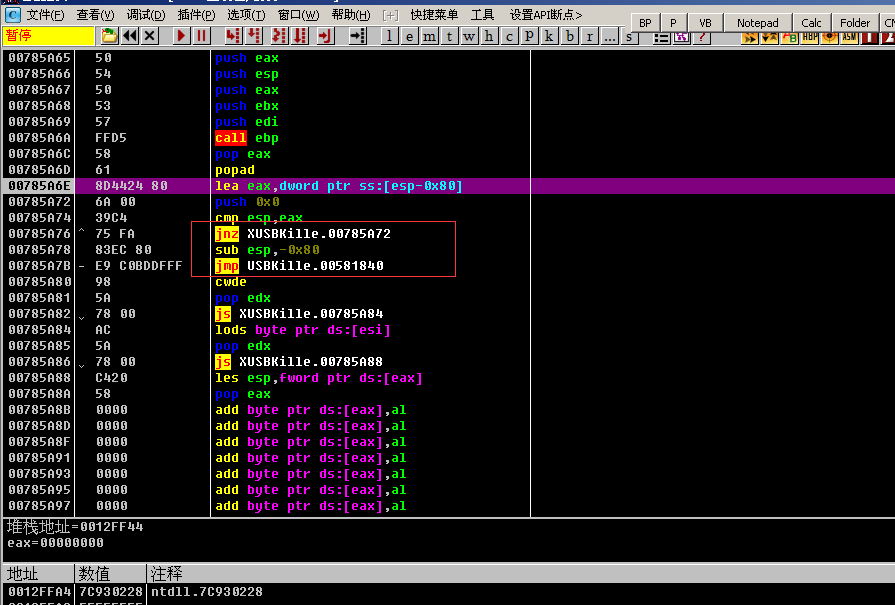 文件(F) 查看(V) 调试(D) 插件(P) 选项(T) 窗口(W) 帮助(H) [+] 快捷菜单 工具 设置API断点> BP P VB Notepad Calc Folder
暂停 l e m t w h c p k b r ... s ?
00785A65 50 push eax
00785A66 54 push esp
00785A67 50 push eax
00785A68 53 push ebx
00785A69 57 push edi
00785A6A FFD5 call ebp
00785A6C 58 pop eax
00785A6D 61 popad
00785A6E 8D4424 80 lea eax,dword ptr ss:[esp-0x80]
00785A72 6A 00 push 0x0
00785A74 39C4 cmp esp,eax
00785A76 ^ 75 FA jnz XUSBKille.00785A72
00785A78 83EC 80 sub esp,-0x80
00785A7B - E9 C0BDDFFF jmp USBKille.00581840
00785A80 98 cwde
00785A81 5A pop edx
00785A82 78 00 js XUSBKille.00785A84
00785A84 AC lods byte ptr ds:[esi]
00785A85 5A pop edx
00785A86 78 00 js XUSBKille.00785A88
00785A88 C420 les esp,fword ptr ds:[eax]
00785A8A 58 pop eax
00785A8B 0000 add byte ptr ds:[eax],al
00785A8D 0000 add byte ptr ds:[eax],al
00785A8F 0000 add byte ptr ds:[eax],al
00785A91 0000 add byte ptr ds:[eax],al
00785A93 0000 add byte ptr ds:[eax],al
00785A95 0000 add byte ptr ds:[eax],al
00785A97 0000 add byte ptr ds:[eax],al
堆栈地址=0012FF44
eax=00000000
地址 数值 注释
0012FFA4 7C930228 ntdll.7C930228